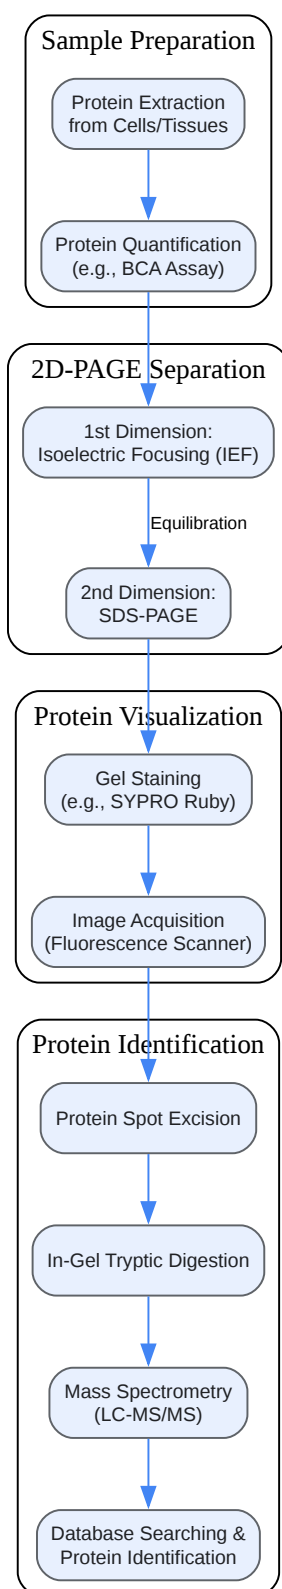 Sample Preparation
Protein Extraction
from Cells/Tissues
Protein Quantification
(e.g., BCA Assay)
2D-PAGE Separation
1st Dimension:
Isoelectric Focusing (IEF)
Equilibration
2nd Dimension:
SDS-PAGE
Protein Visualization
Gel Staining
(e.g., SYPRO Ruby)
Image Acquisition
(Fluorescence Scanner)
Protein Identification
Protein Spot Excision
In-Gel Tryptic Digestion
Mass Spectrometry
(LC-MS/MS)
Database Searching &
Protein Identification